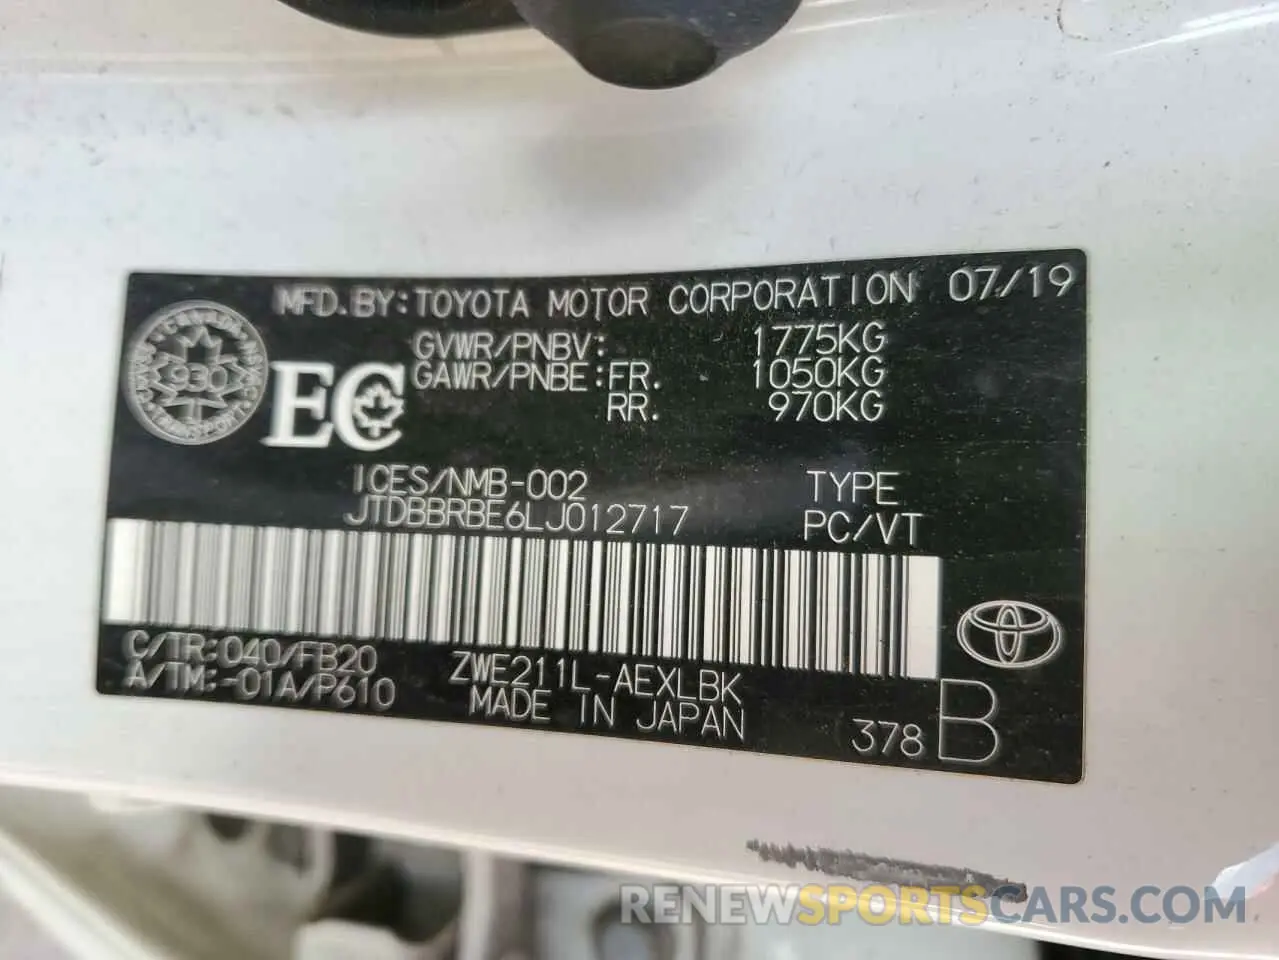 MFD.BY:TOYOTA MOTOR CORPORATION 07/19
GVWR/PNBV: 1775KG
GAWR/PNBE:FR. 1050KG
RR. 970KG
930
EC
ICES/NMB-002
JTDBBRBE6LJ012717
TYPE
PC/VT
C/TR:040/FB20
A/TM:-01A/P610
ZWE211L-AEXLBK
MADE IN JAPAN
378 B
RENEWSPORTSCARS.COM